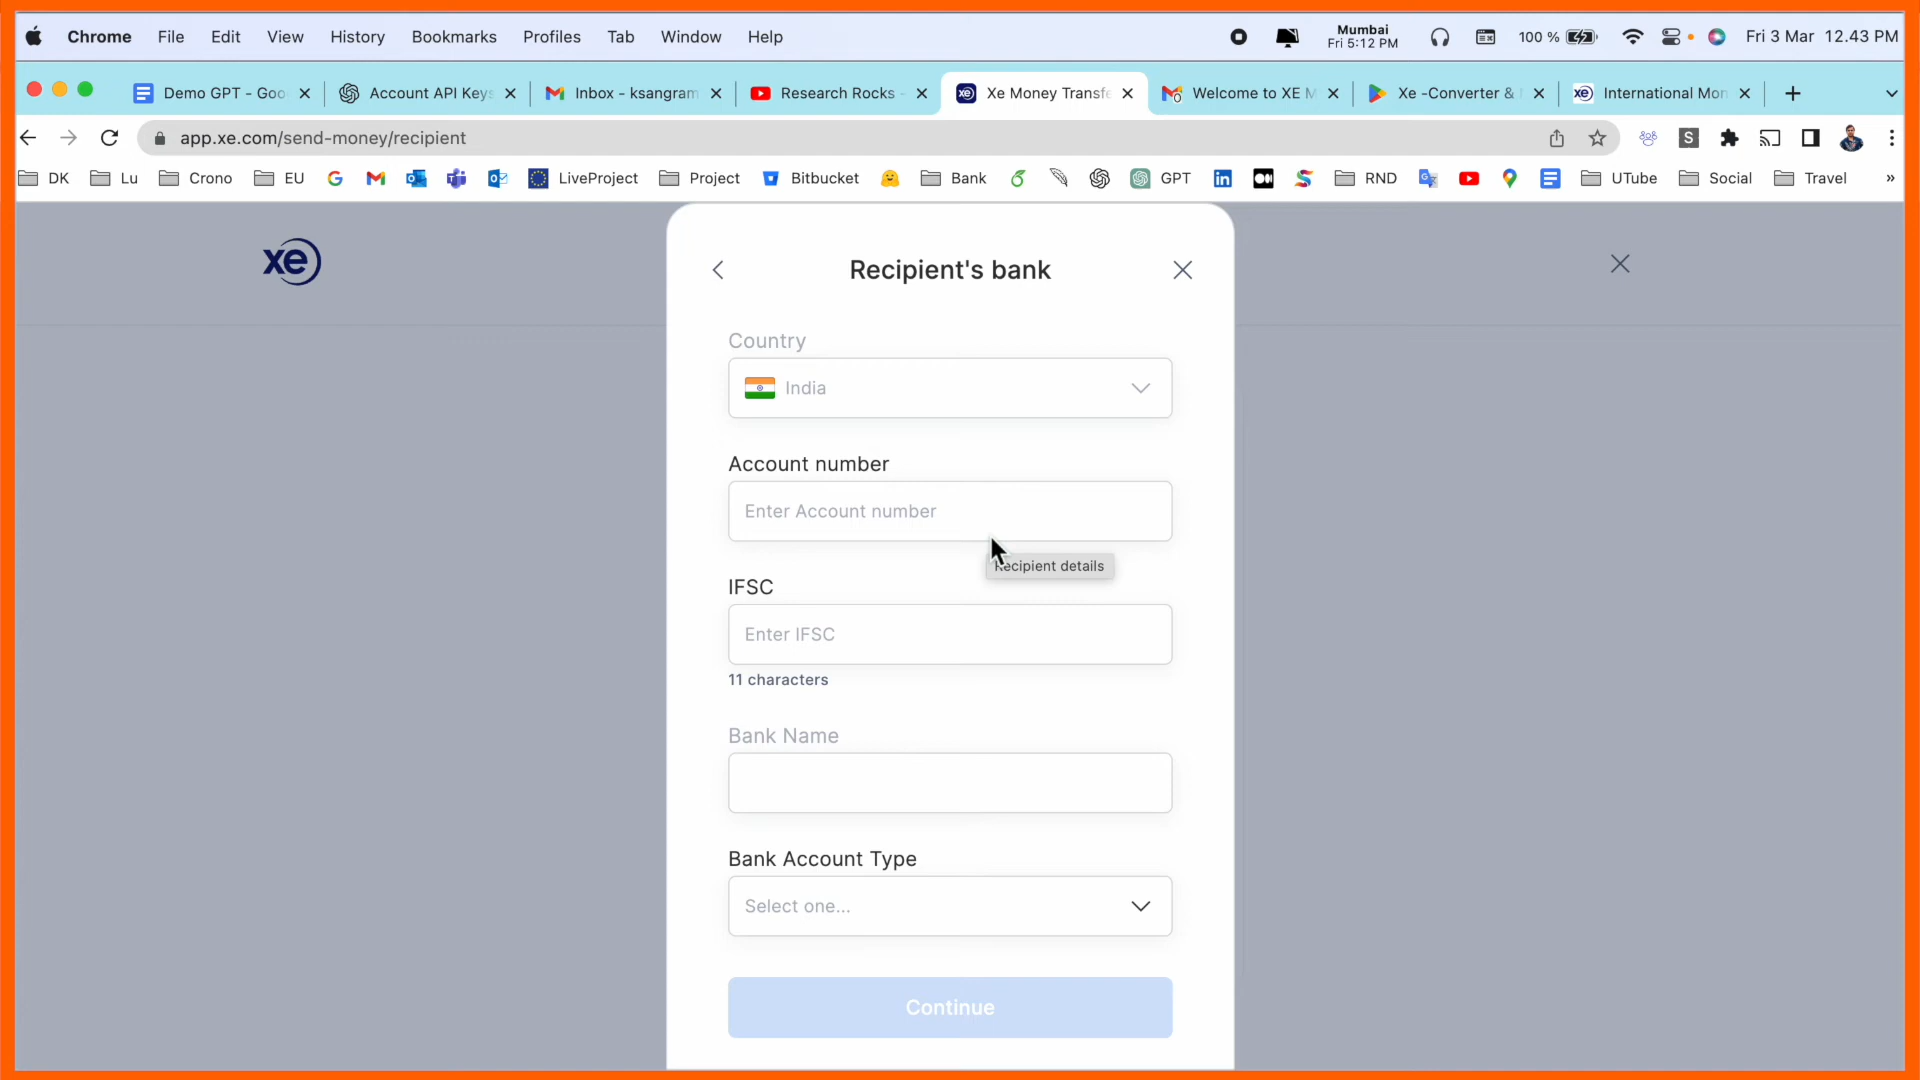 Chrome File Edit View History Bookmarks Profiles Tab Window Help Mumbai Fri 5:12 PM 100 % Fri 3 Mar 12.43 PM
Demo GPT - Goo Account API Keys Inbox - ksangram Research Rocks - Xe Money Transfe Welcome to XE M Xe -Converter & International Mon
app.xe.com/send-money/recipient
DK Lu Crono EU LiveProject Project Bitbucket Bank GPT RND UTube Social Travel »
xe
Recipient's bank
Country
India
Account number
Enter Account number
Recipient details
IFSC
Enter IFSC
11 characters
Bank Name
Bank Account Type
Select one...
Continue